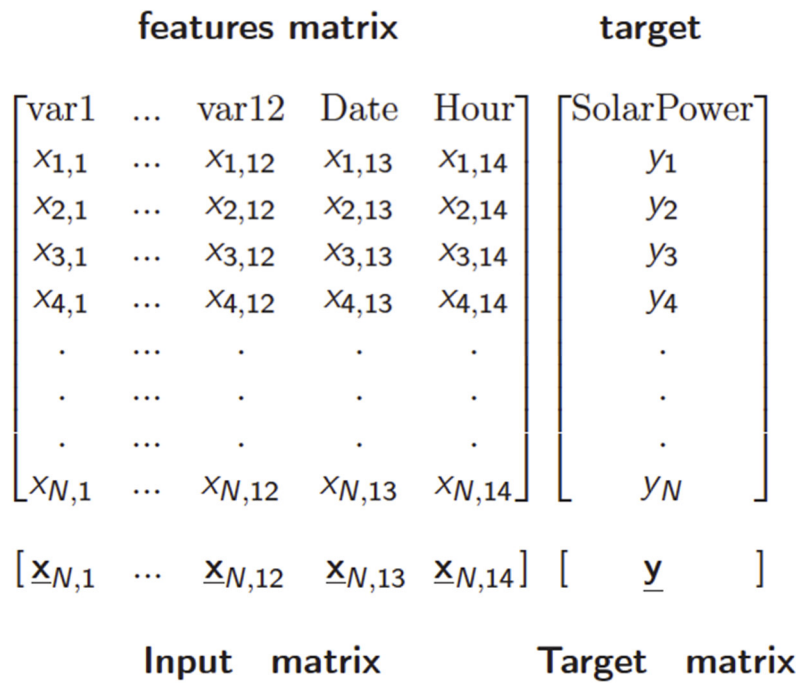 features matrix target
var1 ... var12 Date Hour SolarPower
x1,1 ... x1,12 x1,13 x1,14 y1
x2,1 ... x2,12 x2,13 x2,14 y2
x3,1 ... x3,12 x3,13 x3,14 y3
x4,1 ... x4,12 x4,13 x4,14 y4
. ... . . . .
. ... . . . .
. ... . . . .
xN,1 ... xN,12 xN,13 xN,14 yN
[xN,1 ... xN,12 xN,13 xN,14] [ y ]
Input matrix Target matrix